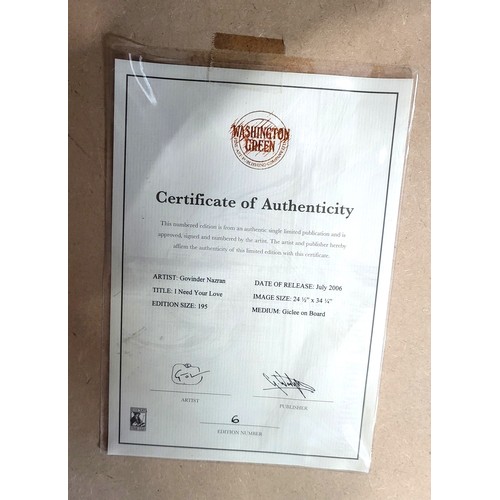 WASHINGTON
GREEN
Certificate of Authenticity
This numbered edition is from an authentic single limited publication and is
approved, signed and numbered by the artist. The artist and publisher hereby
affirm the authenticity of this limited edition with this certificate.
ARTIST: Govinder Nazran
TITLE: I Need Your Love
EDITION SIZE: 195
DATE OF RELEASE: July 2006
IMAGE SIZE: 24 ½" x 34 ¼"
MEDIUM: Giclee on Board
ARTIST
PUBLISHER
6
EDITION NUMBER